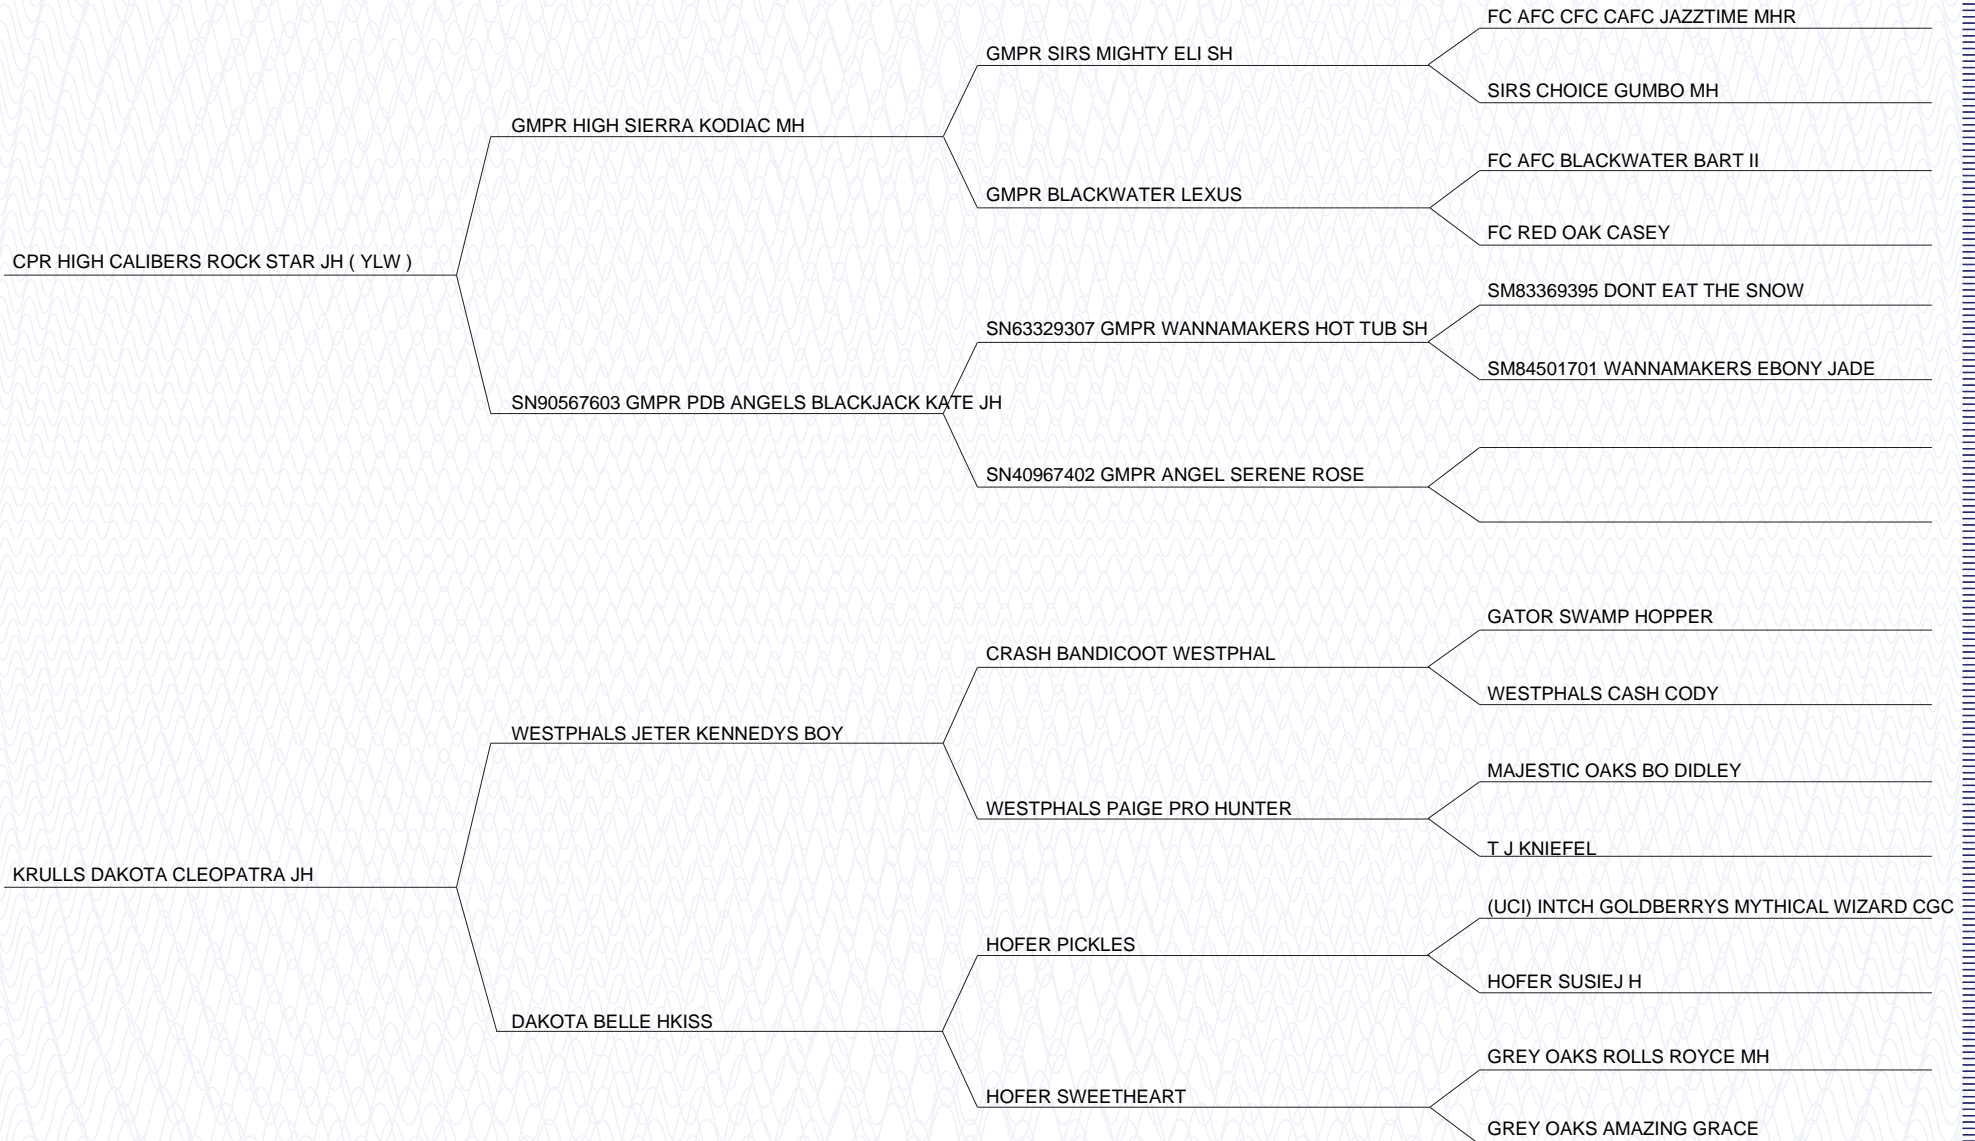 FC AFC CFC CAFC JAZZTIME MHR
GMPR SIRS MIGHTY ELI SH
SIRS CHOICE GUMBO MH
GMPR HIGH SIERRA KODIAC MH
FC AFC BLACKWATER BART II
GMPR BLACKWATER LEXUS
FC RED OAK CASEY
CPR HIGH CALIBERS ROCK STAR JH ( YLW )
SM83369395 DONT EAT THE SNOW
SN63329307 GMPR WANNAMAKERS HOT TUB SH
SM84501701 WANNAMAKERS EBONY JADE
SN90567603 GMPR PDB ANGELS BLACKJACK KATE JH
SN40967402 GMPR ANGEL SERENE ROSE
GATOR SWAMP HOPPER
CRASH BANDICOOT WESTPHAL
WESTPHALS CASH CODY
WESTPHALS JETER KENNEDYS BOY
MAJESTIC OAKS BO DIDLEY
WESTPHALS PAIGE PRO HUNTER
T J KNIEFEL
KRULLS DAKOTA CLEOPATRA JH
(UCI) INTCH GOLDBERRYS MYTHICAL WIZARD CGC
HOFER PICKLES
HOFER SUSIEJ H
DAKOTA BELLE HKISS
GREY OAKS ROLLS ROYCE MH
HOFER SWEETHEART
GREY OAKS AMAZING GRACE